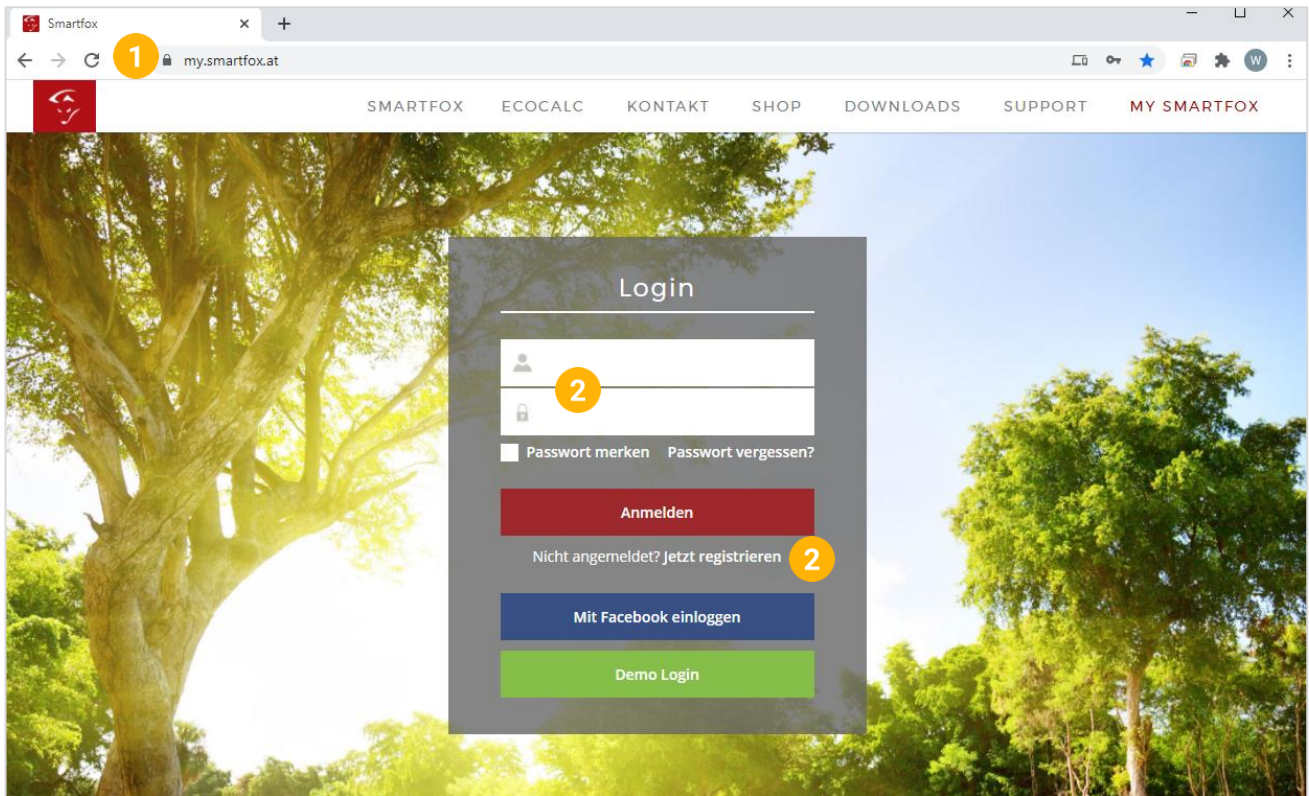 Smartfox
1 my.smartfox.at W
SMARTFOX ECOCALC KONTAKT SHOP DOWNLOADS SUPPORT MY SMARTFOX
Login
2
Passwort merken Passwort vergessen?
Anmelden
Nicht angemeldet? Jetzt registrieren 2
Mit Facebook einloggen
Demo Login